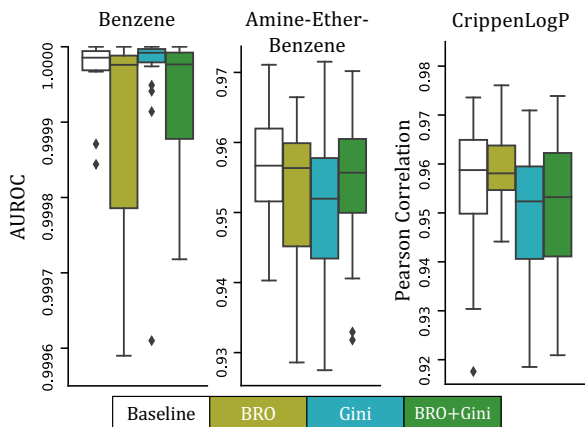 Benzene
Amine-Ether-
Benzene
CrippenLogP
AUROC
1.0000
0.9999
0.9998
0.9997
0.9996
0.97
0.96
0.95
0.94
0.93
Pearson Correlation
0.98
0.97
0.96
0.95
0.94
0.93
0.92
Baseline
BRO
Gini
BRO+Gini